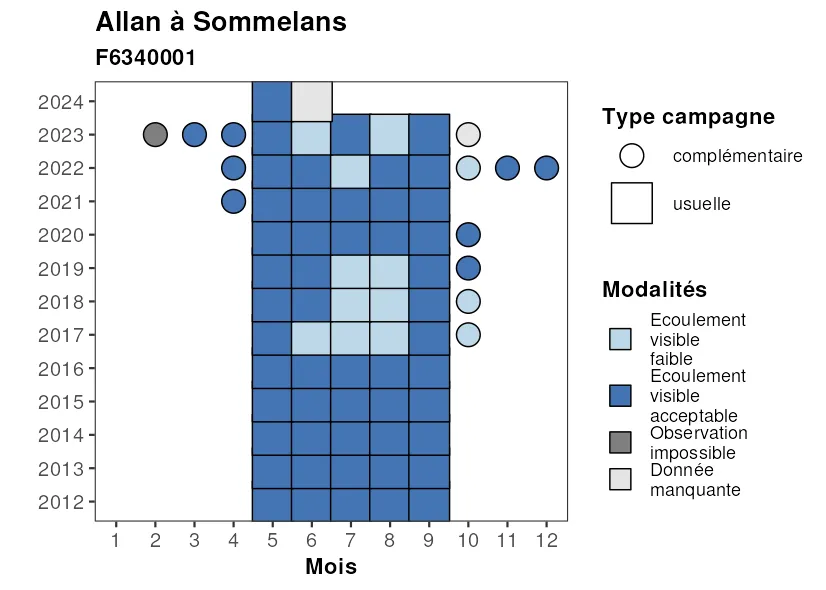 Allan à Sommelans
F6340001
2024
2023
2022
2021
2020
2019
2018
2017
2016
2015
2014
2013
2012
1 2 3 4 5 6 7 8 9 10 11 12
Mois
Type campagne
complémentaire
usuelle
Modalités
Ecoulement
visible
faible
Ecoulement
visible
acceptable
Observation
impossible
Donnée
manquante